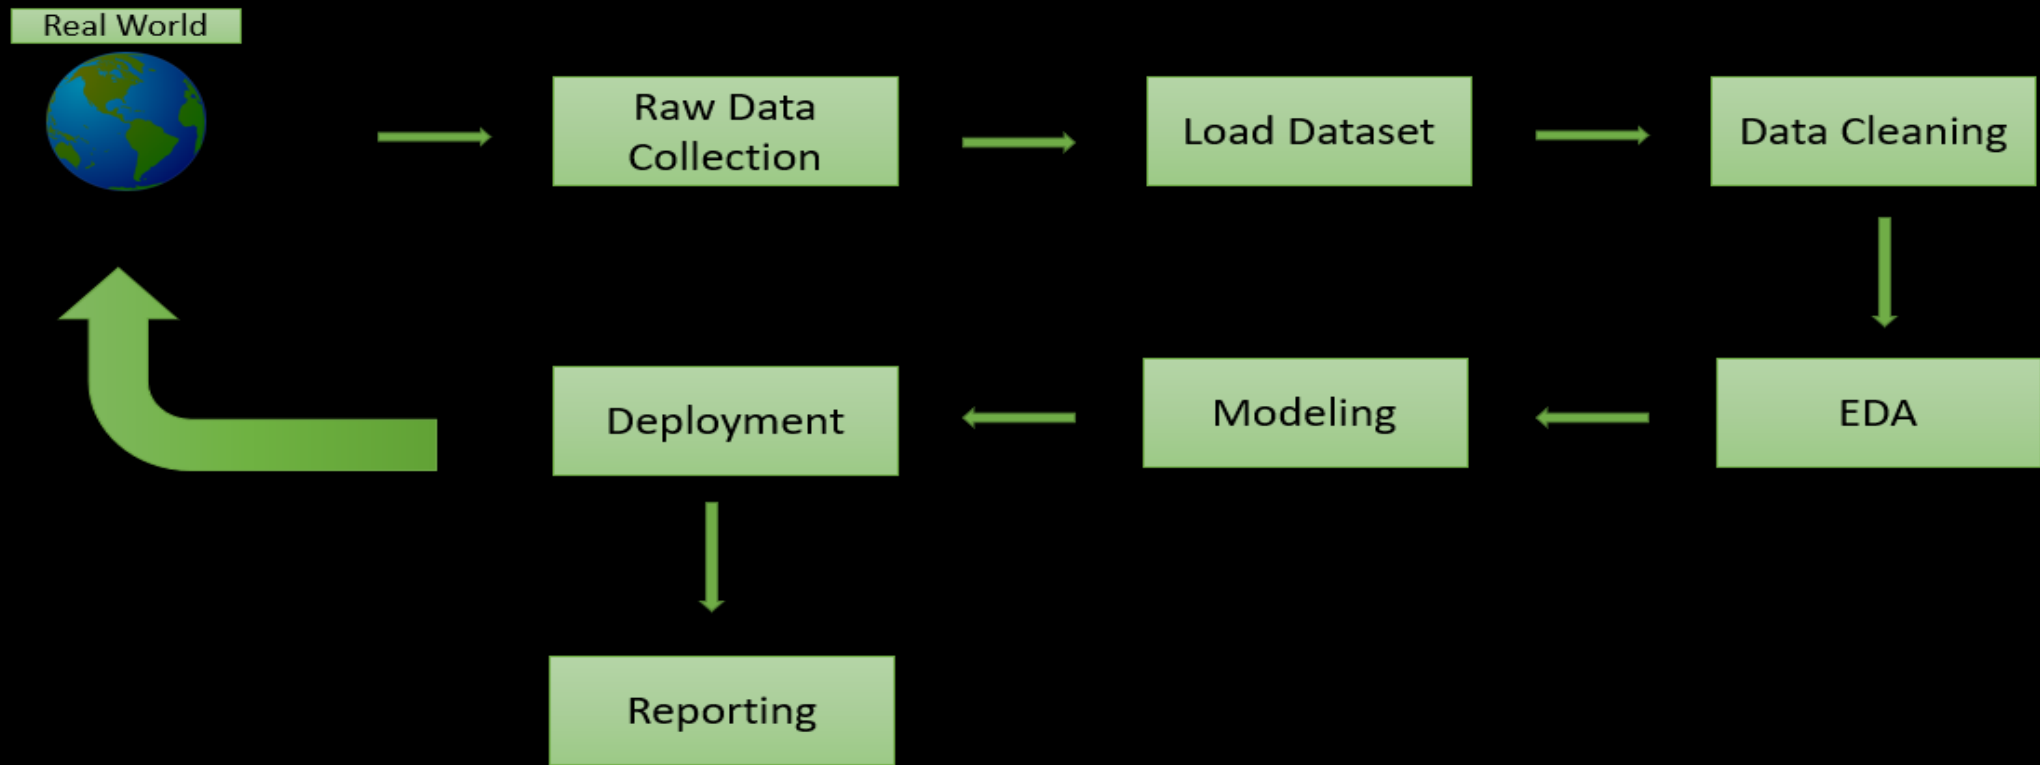 Real World
Raw Data
Collection
Load Dataset
Data Cleaning
EDA
Modeling
Deployment
Reporting